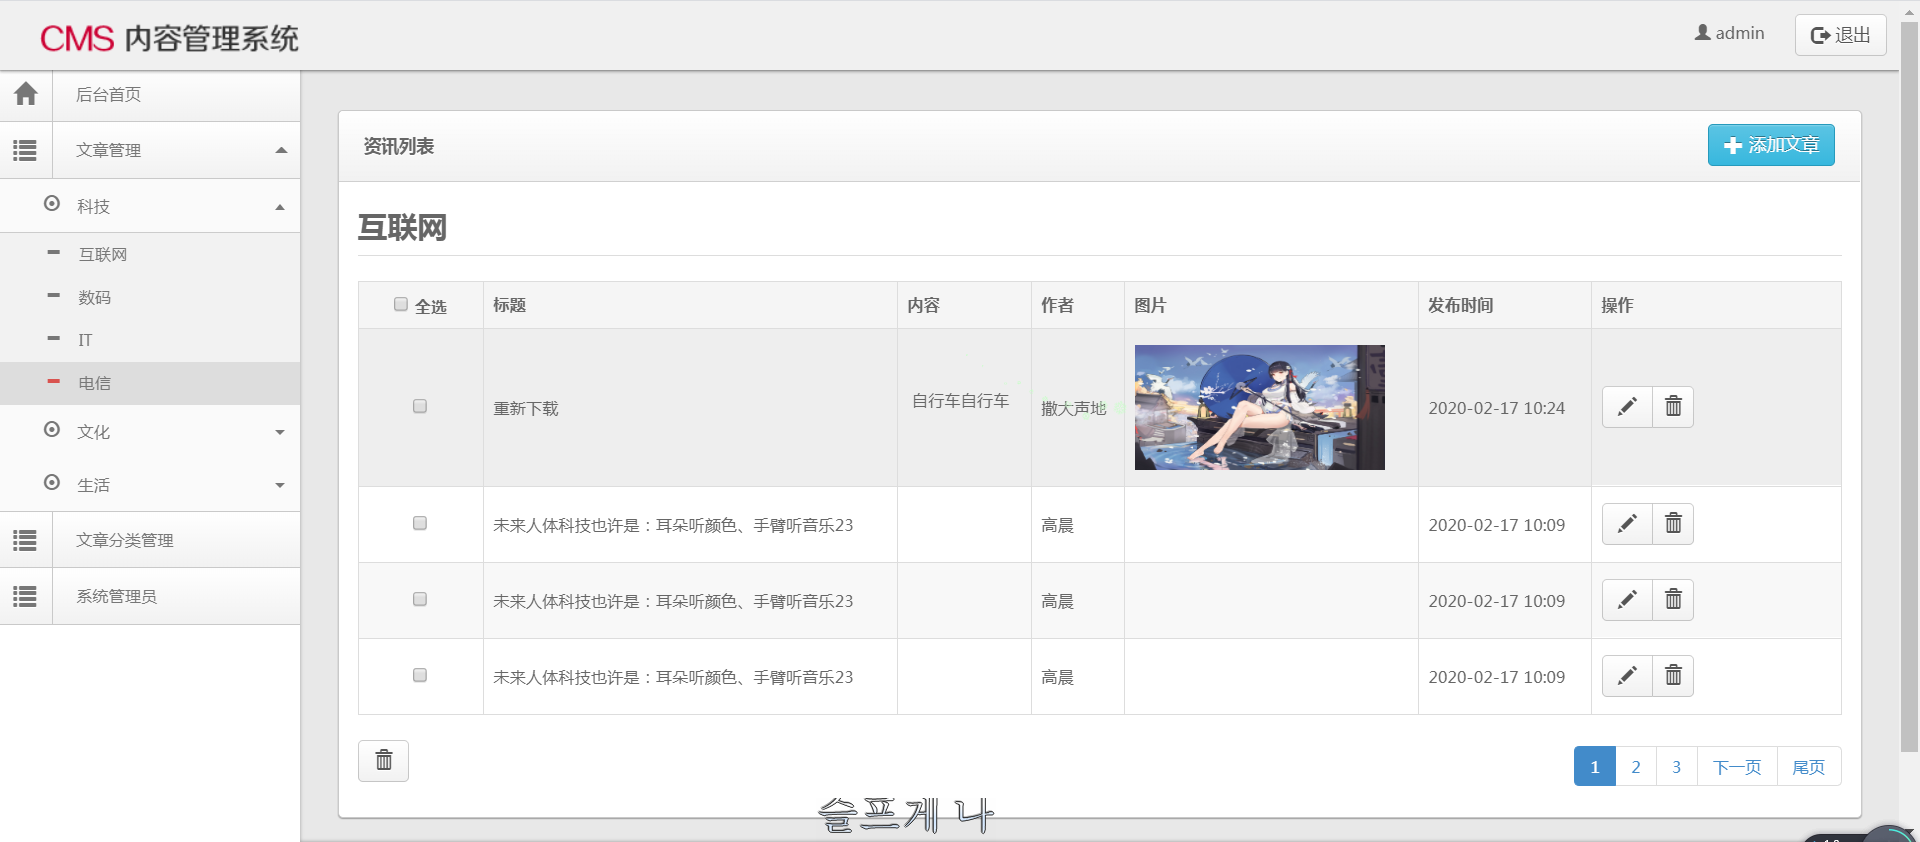 CMS 内容管理系统
admin
退出
后台首页
文章管理
科技
互联网
数码
IT
电信
文化
生活
文章分类管理
系统管理员
资讯列表
添加文章
互联网
全选 标题 内容 作者 图片 发布时间 操作
重新下载 自行车自行车 撒大声地 2020-02-17 10:24
未来人体科技也许是：耳朵听颜色、手臂听音乐23 高晨 2020-02-17 10:09
未来人体科技也许是：耳朵听颜色、手臂听音乐23 高晨 2020-02-17 10:09
未来人体科技也许是：耳朵听颜色、手臂听音乐23 高晨 2020-02-17 10:09
1 2 3 下一页 尾页
슬프게 나